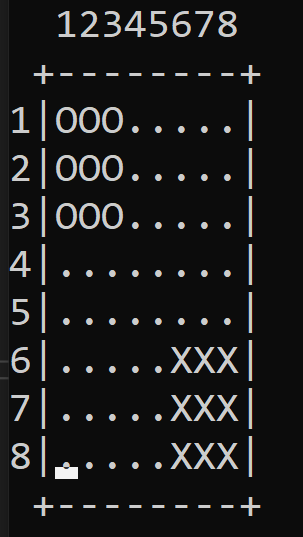 12345678
+--------+
1|OOO.....|
2|OOO.....|
3|OOO.....|
4|........|
5|........|
6|.....XXX|
7|.....XXX|
8|.....XXX|
+--------+